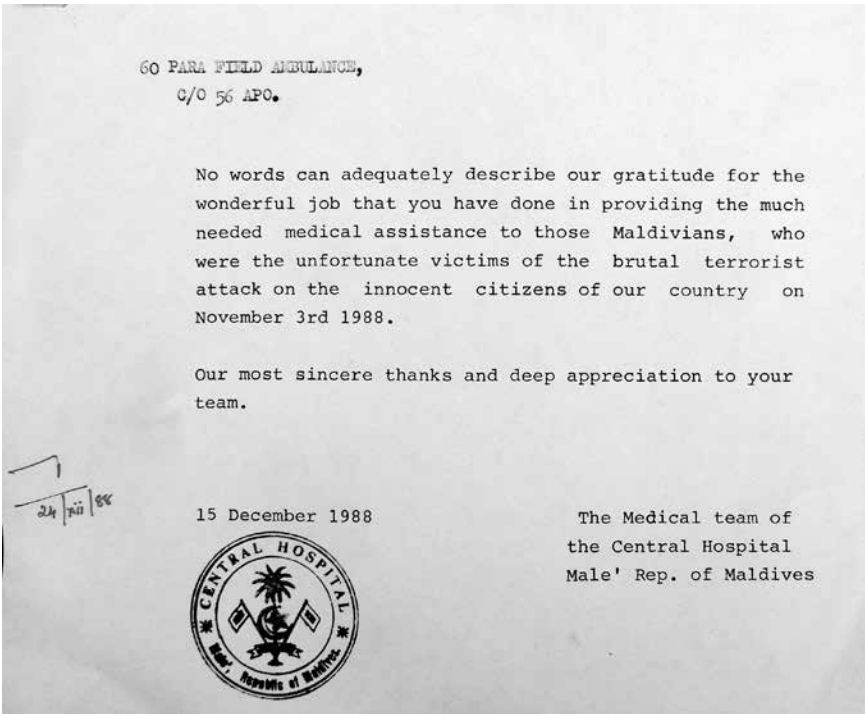 60 PARA FIELD AMBULANCE,
C/O 56 APO.
No words can adequately describe our gratitude for the
wonderful job that you have done in providing the much
needed medical assistance to those Maldivians, who
were the unfortunate victims of the brutal terrorist
attack on the innocent citizens of our country on
November 3rd 1988.
Our most sincere thanks and deep appreciation to your
team.
24/xii/88
15 December 1988
The Medical team of
the Central Hospital
Male' Rep. of Maldives
CENTRAL HOSPITAL
Male', Republic of Maldives.